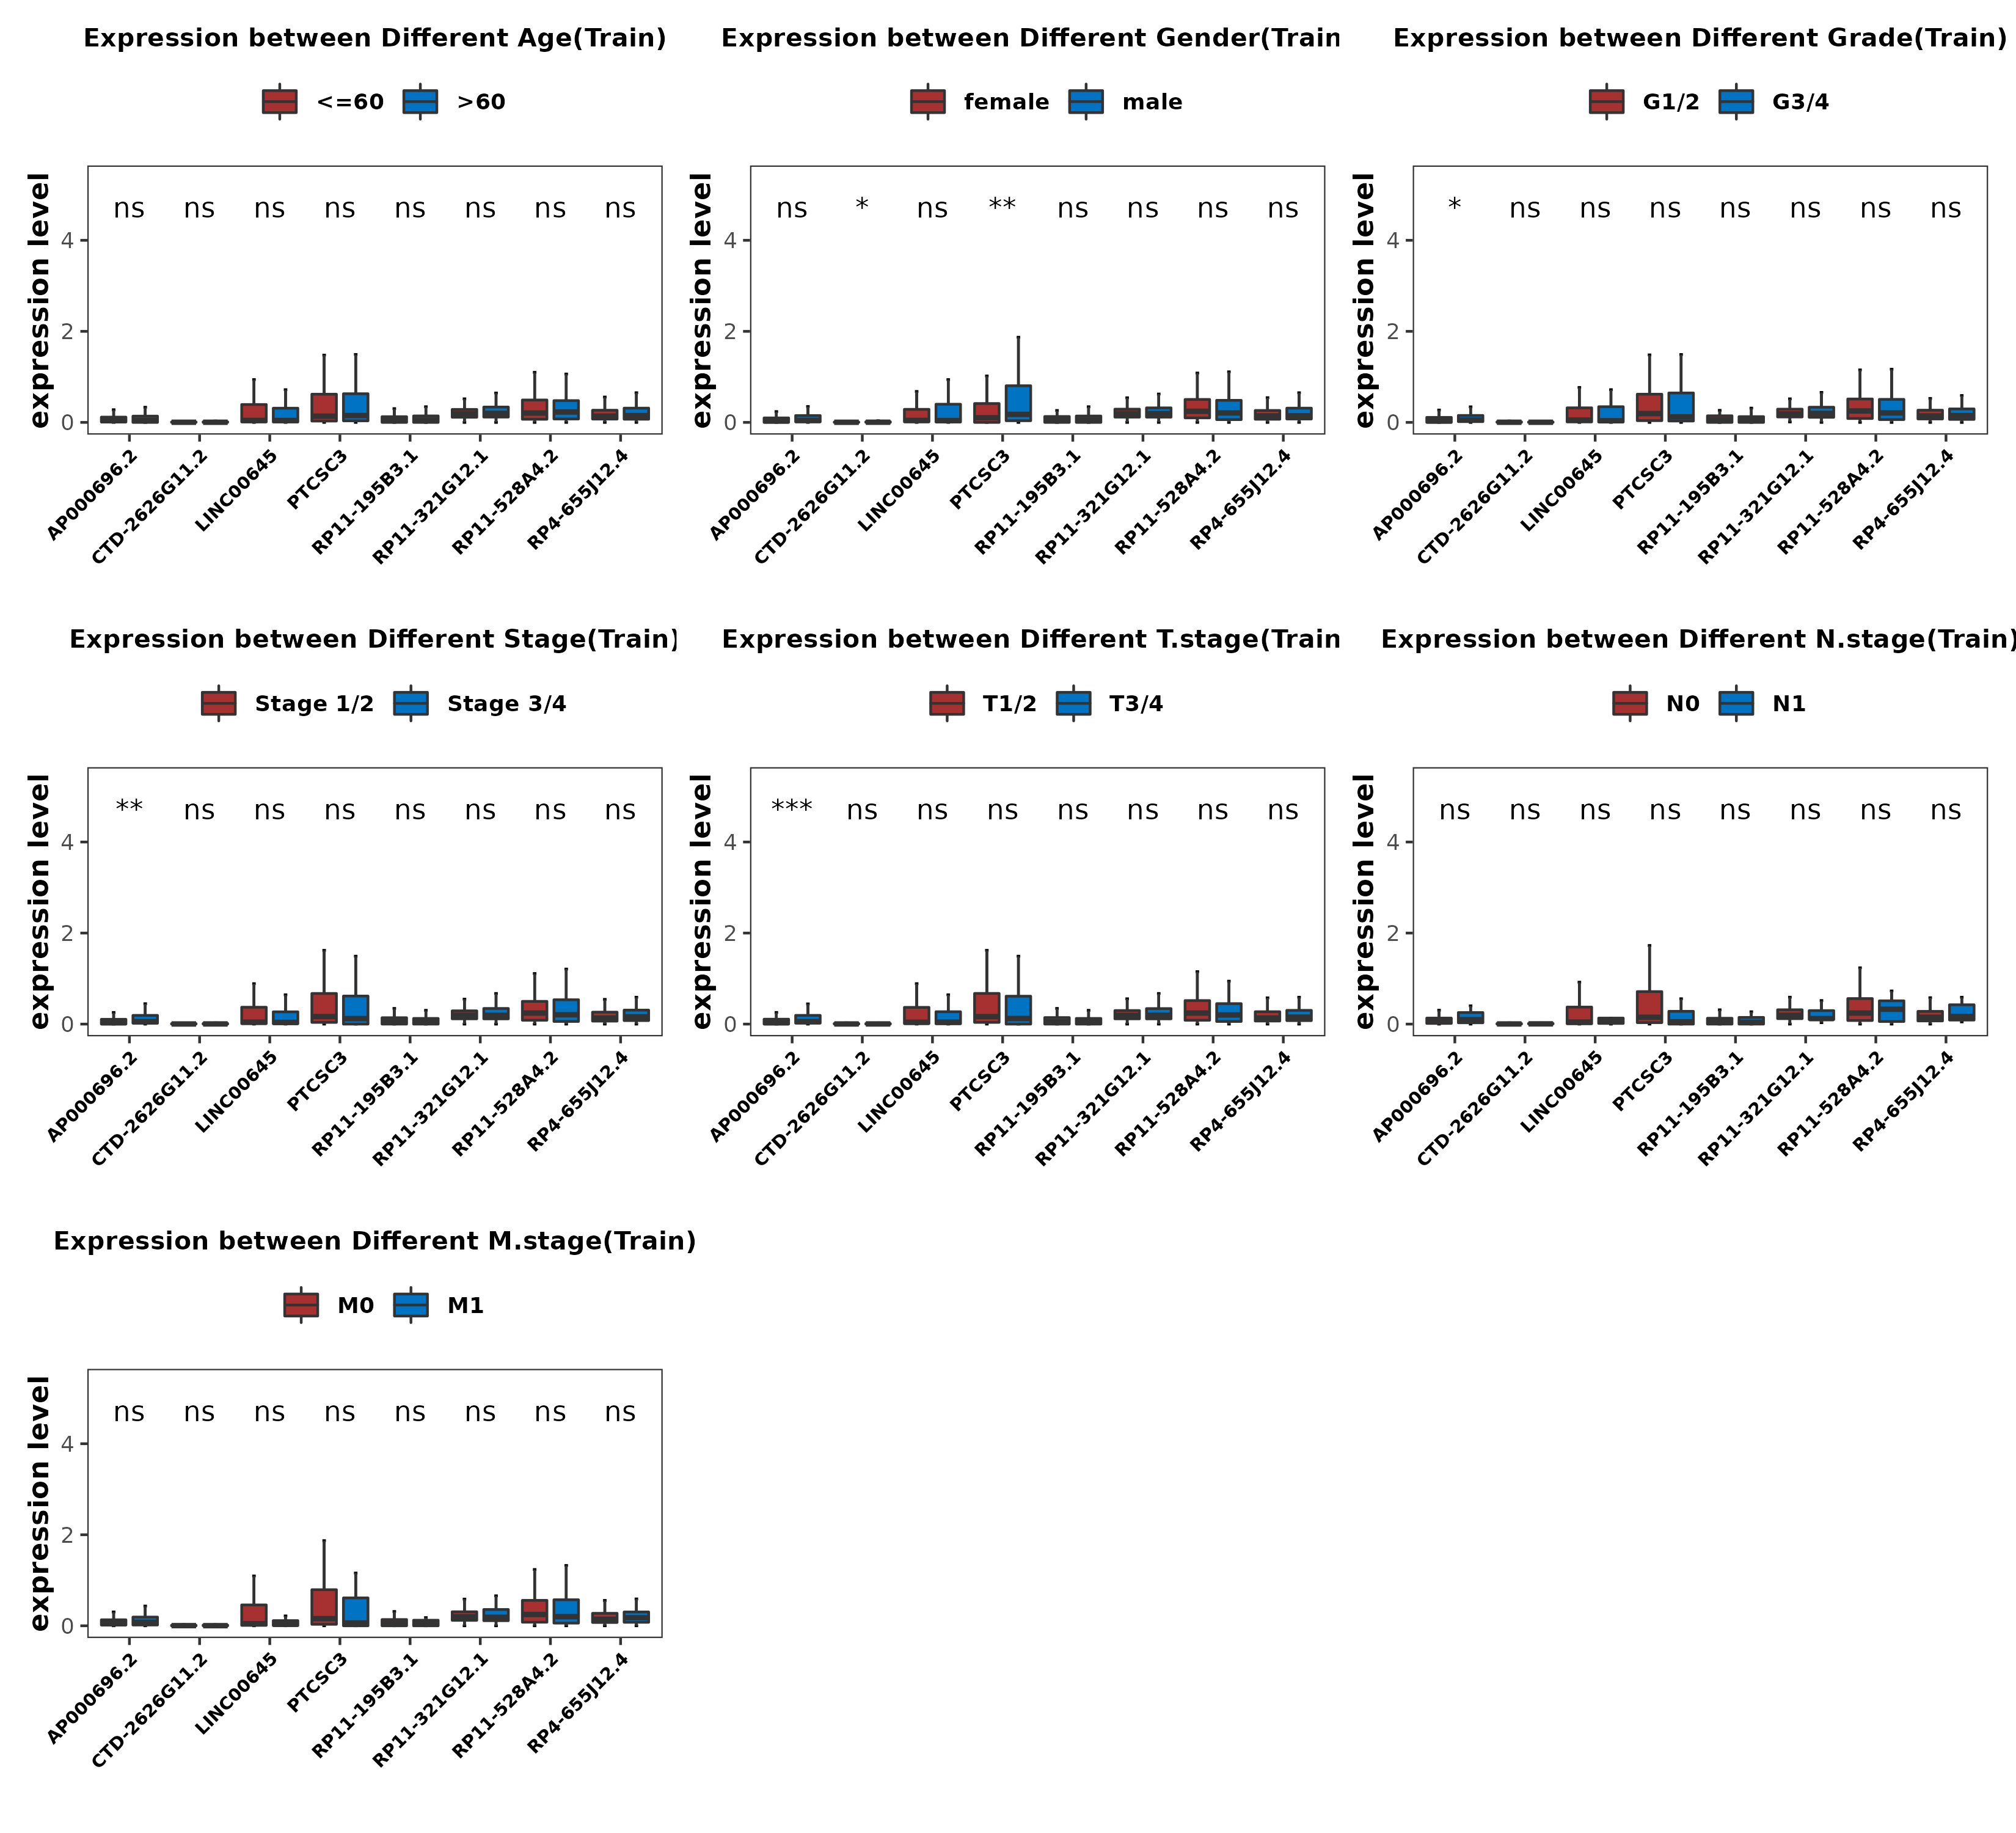 Expression between Different Age(Train)
<=60 >60
expression level
ns ns ns ns ns ns ns ns
4
2
0
AP000696.2 CTD-2626G11.2 LINC00645 PTCSC3 RP11-195B3.1 RP11-321G12.1 RP11-528A4.2 RP4-655J12.4
Expression between Different Gender(Train
female male
expression level
ns * ns ** ns ns ns ns
4
2
0
AP000696.2 CTD-2626G11.2 LINC00645 PTCSC3 RP11-195B3.1 RP11-321G12.1 RP11-528A4.2 RP4-655J12.4
Expression between Different Grade(Train)
G1/2 G3/4
expression level
* ns ns ns ns ns ns ns
4
2
0
AP000696.2 CTD-2626G11.2 LINC00645 PTCSC3 RP11-195B3.1 RP11-321G12.1 RP11-528A4.2 RP4-655J12.4
Expression between Different Stage(Train)
Stage 1/2 Stage 3/4
expression level
** ns ns ns ns ns ns ns
4
2
0
AP000696.2 CTD-2626G11.2 LINC00645 PTCSC3 RP11-195B3.1 RP11-321G12.1 RP11-528A4.2 RP4-655J12.4
Expression between Different T.stage(Train
T1/2 T3/4
expression level
*** ns ns ns ns ns ns ns
4
2
0
AP000696.2 CTD-2626G11.2 LINC00645 PTCSC3 RP11-195B3.1 RP11-321G12.1 RP11-528A4.2 RP4-655J12.4
Expression between Different N.stage(Train)
N0 N1
expression level
ns ns ns ns ns ns ns ns
4
2
0
AP000696.2 CTD-2626G11.2 LINC00645 PTCSC3 RP11-195B3.1 RP11-321G12.1 RP11-528A4.2 RP4-655J12.4
Expression between Different M.stage(Train)
M0 M1
expression level
ns ns ns ns ns ns ns ns
4
2
0
AP000696.2 CTD-2626G11.2 LINC00645 PTCSC3 RP11-195B3.1 RP11-321G12.1 RP11-528A4.2 RP4-655J12.4